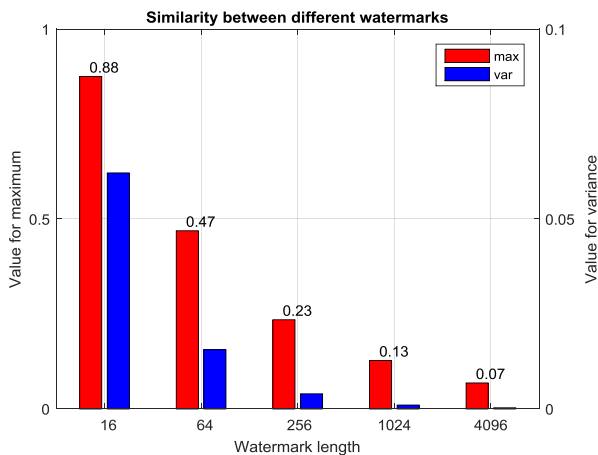 Similarity between different watermarks
1
0.1
max
var
0.88
0.47
0.23
0.13
0.07
0.5
0.05
0
0
16
64
256
1024
4096
Value for maximum
Value for variance
Watermark length